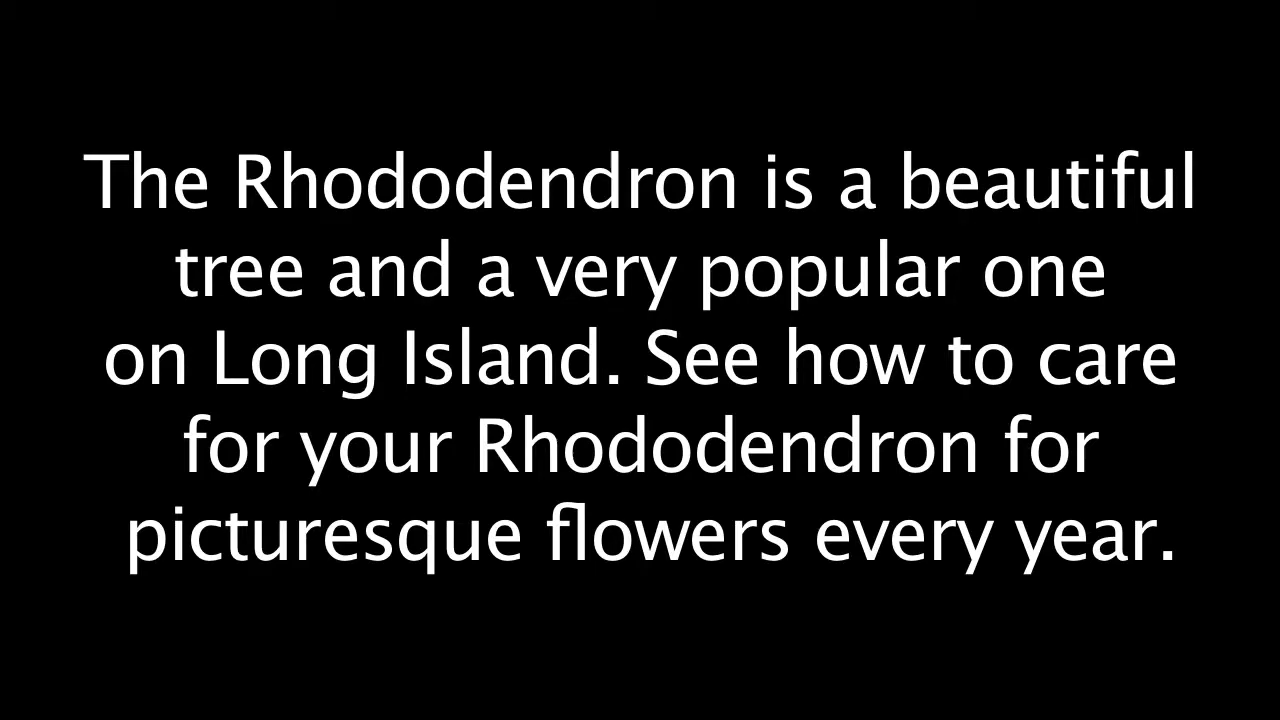 The Rhododendron is a beautiful
tree and a very popular one
on Long Island. See how to care
for your Rhododendron for
picturesque flowers every year.